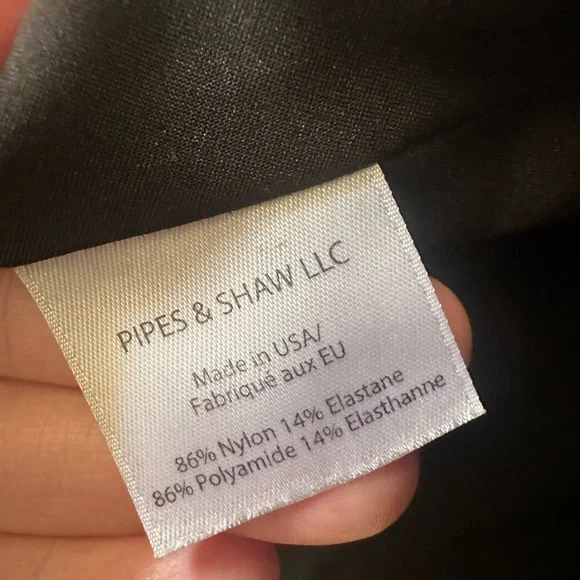 PIPES & SHAW LLC
Made in USA/
Fabriqué aux EU
86% Nylon 14% Elastane
86% Polyamide 14% Elasthanne